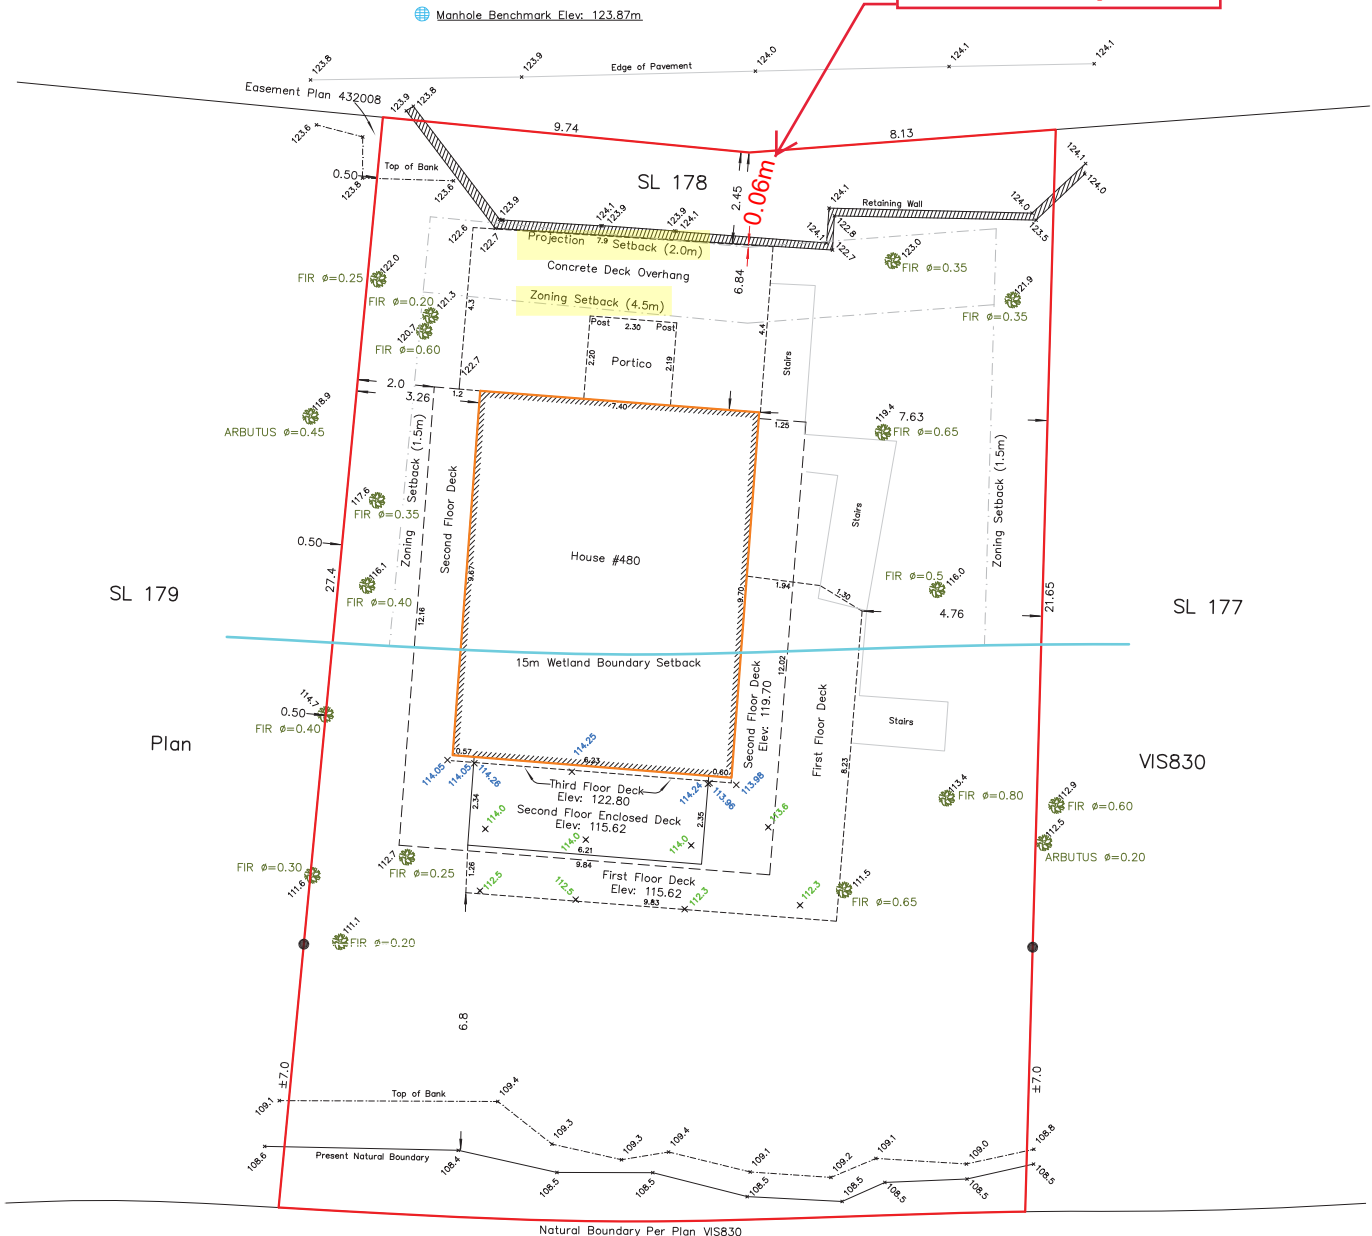 Manhole Benchmark Elev: 123.87m
123.8
123.9
124.0
124.1
124.1
Edge of Pavement
Easement Plan 432008
123.9
123.8
123.6
9.74
8.13
0.50
123.8
Top of Bank
123.6
SL 178
2.45
0.06m
124.1
124.0
123.9
124.1
123.9
123.9
124.1
124.1
Retaining Wall
124.0
123.5
122.6
122.7
Projection 7.9 Setback (2.0m)
124.1
122.8
122.7
123.0
FIR ø=0.35
Concrete Deck Overhang
6.84
FIR ø=0.25
122.0
FIR ø=0.20
121.3
4.3
Zoning Setback (4.5m)
121.9
FIR ø=0.35
120.7
FIR ø=0.60
Post
2.30
Post
4.4
2.20
Portico
2.19
Stairs
122.7
2.0
3.26
1.2
7.40
1.25
118.9
ARBUTUS ø=0.45
119.4
7.63
FIR ø=0.65
Zoning Setback (1.5m)
Second Floor Deck
Zoning Setback (1.5m)
117.6
FIR ø=0.35
Stairs
0.50
27.4
House #480
9.67
9.70
1.94
1.30
116.1
FIR ø=0.40
FIR ø=0.5
116.0
4.76
21.65
SL 179
SL 177
12.16
15m Wetland Boundary Setback
12.02
Second Floor Deck
Elev: 119.70
First Floor Deck
114.7
0.50
FIR ø=0.40
Stairs
Plan
VIS830
0.57
6.23
114.25
0.60
114.05
114.05
114.26
114.24
113.96
113.98
8.23
Third Floor Deck
Elev: 122.80
Second Floor Enclosed Deck
Elev: 115.62
2.34
2.35
114.0
114.0
114.0
113.6
113.4
FIR ø=0.80
112.9
FIR ø=0.60
112.5
ARBUTUS ø=0.20
6.21
9.84
FIR ø=0.30
111.6
112.7
FIR ø=0.25
1.26
First Floor Deck
Elev: 115.62
112.5
112.5
9.83
112.3
112.3
111.5
FIR ø=0.65
111.1
FIR ø=0.20
6.8
±7.0
±7.0
109.1
Top of Bank
109.4
109.3
109.3
109.4
109.1
109.2
109.1
109.0
108.8
108.6
Present Natural Boundary
108.4
108.5
108.5
108.5
108.5
108.5
108.5
108.5
Natural Boundary Per Plan VIS830